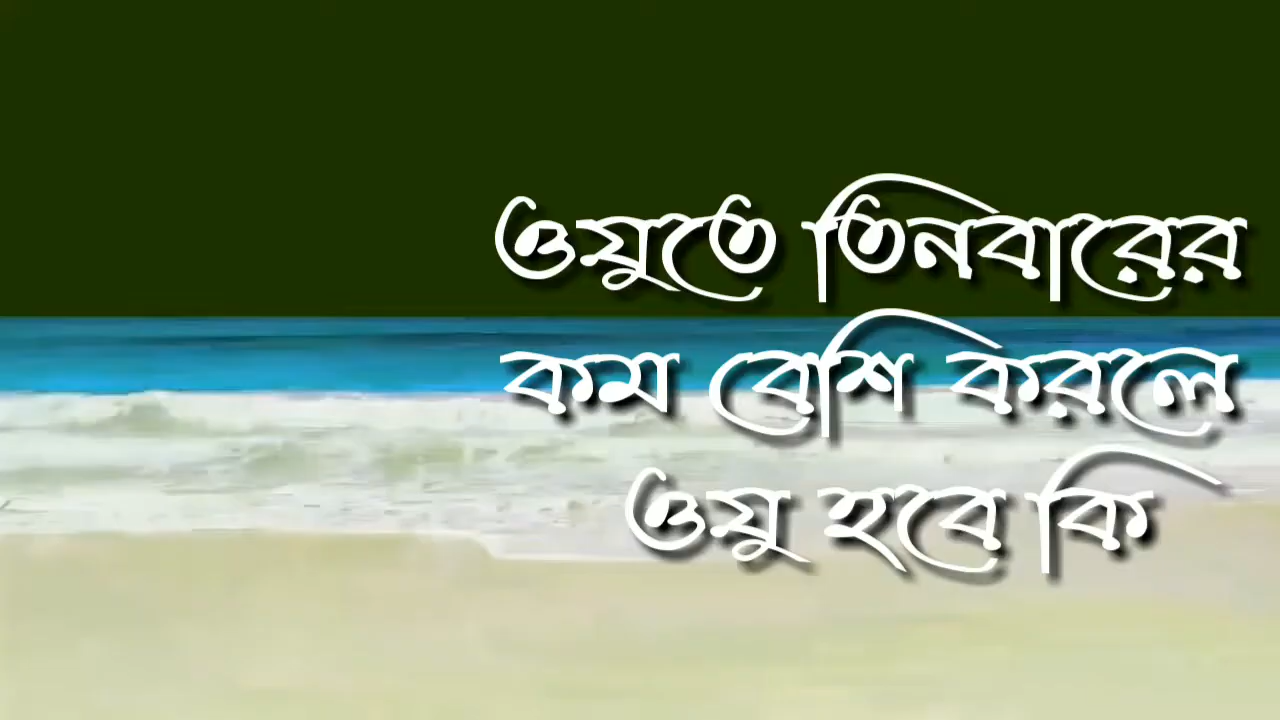 ওযুতে তিনবারের
কম বেশি করলে
ওযু হবে কি